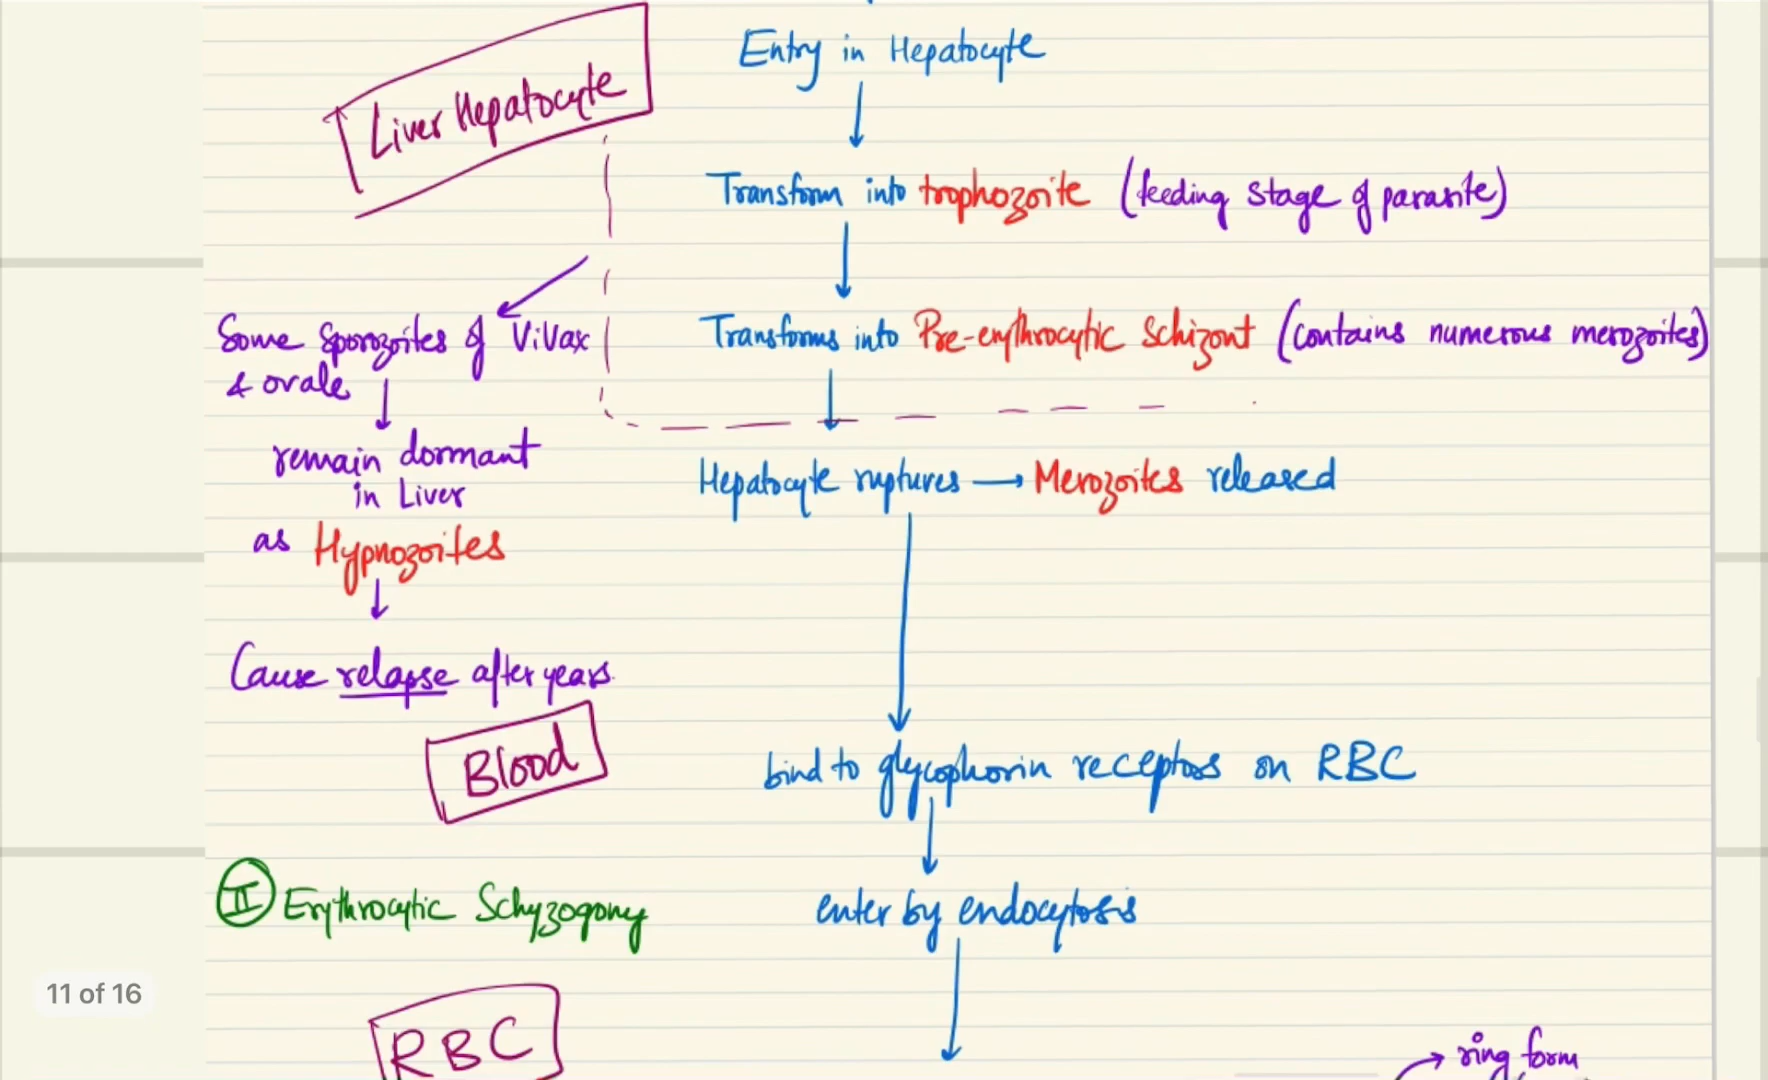 Entry in Hepatocyte
Liver Hepatocyte
Transform into trophozoite (feeding stage of parasite)
Some Sporozoites of ViVax
& ovale
Transforms into Pre-erythrocytic Schizont (contains numerous merozoites)
remain dormant
in Liver
as Hypnozoites
Hepatocyte ruptures → Merozoites released
Cause relapse after years.
Blood
bind to glycophorin receptors on RBC
II Erythrocytic Schyzogony
enter by endocytosis
11 of 16
RBC
ring form